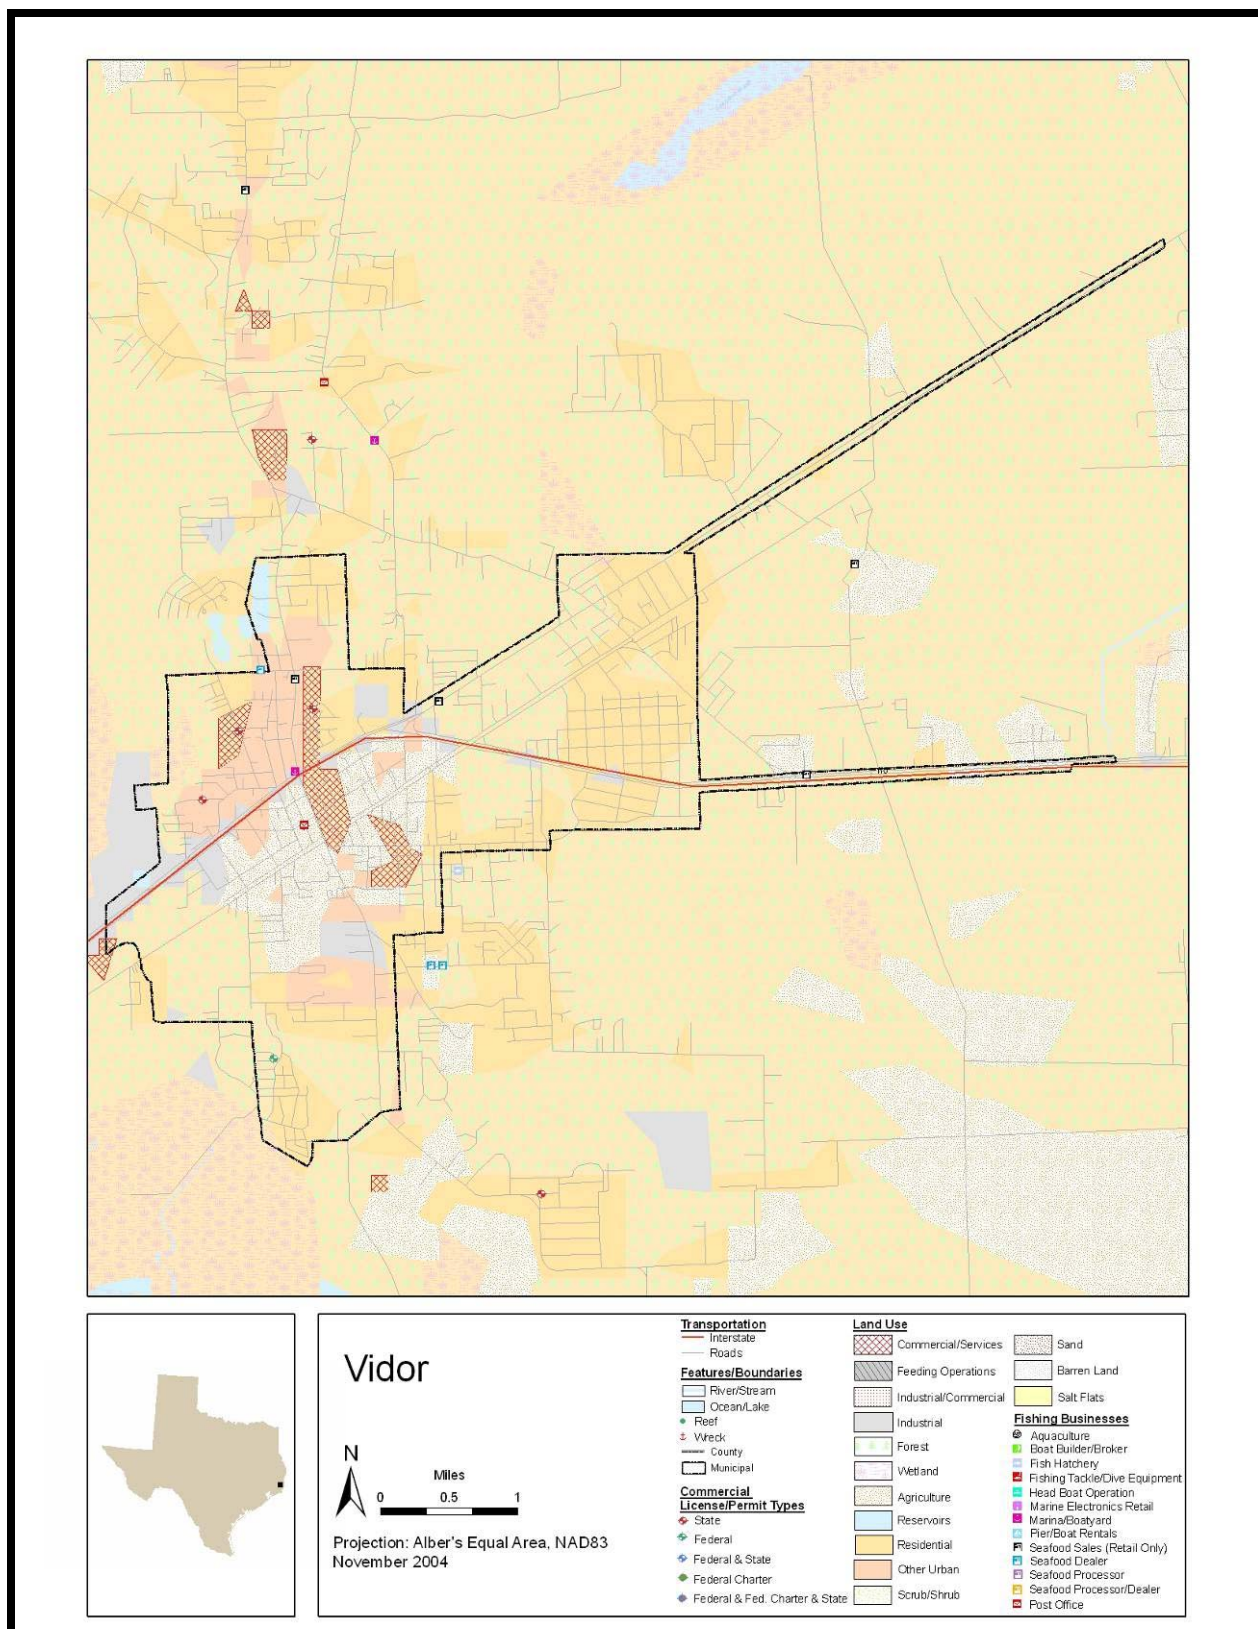 Vidor
N
Miles
0 0.5 1
Projection: Alber's Equal Area, NAD83
November 2004
Transportation
Interstate
Roads
Features/Boundaries
River/Stream
Ocean/Lake
Reef
Wreck
County
Municipal
Commercial
License/Permit Types
State
Federal
Federal & State
Federal Charter
Federal & Fed. Charter & State
Land Use
Commercial/Services
Feeding Operations
Industrial/Commercial
Industrial
Forest
Wetland
Agriculture
Reservoirs
Residential
Other Urban
Scrub/Shrub
Sand
Barren Land
Salt Flats
Fishing Businesses
Aquaculture
Boat Builder/Broker
Fish Hatchery
Fishing Tackle/Dive Equipment
Head Boat Operation
Marine Electronics Retail
Marina/Boatyard
Pier/Boat Rentals
Seafood Sales (Retail Only)
Seafood Dealer
Seafood Processor
Seafood Processor/Dealer
Post Office